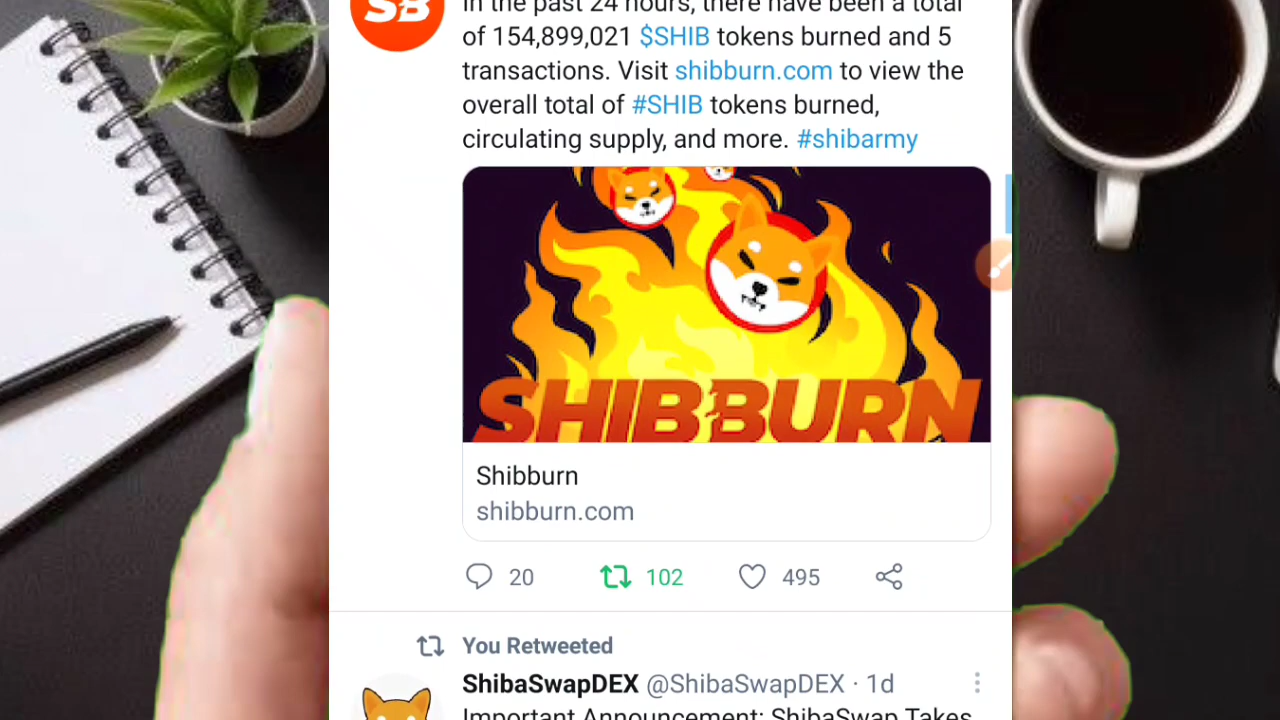 SB
In the past 24 hours, there have been a total
of 154,899,021 $SHIB tokens burned and 5
transactions. Visit shibburn.com to view the
overall total of #SHIB tokens burned,
circulating supply, and more. #shibarmy
SHIBBURN
Shibburn
shibburn.com
20 102 495
You Retweeted
ShibaSwapDEX @ShibaSwapDEX · 1d
Important Announcement: ShibaSwap Takes